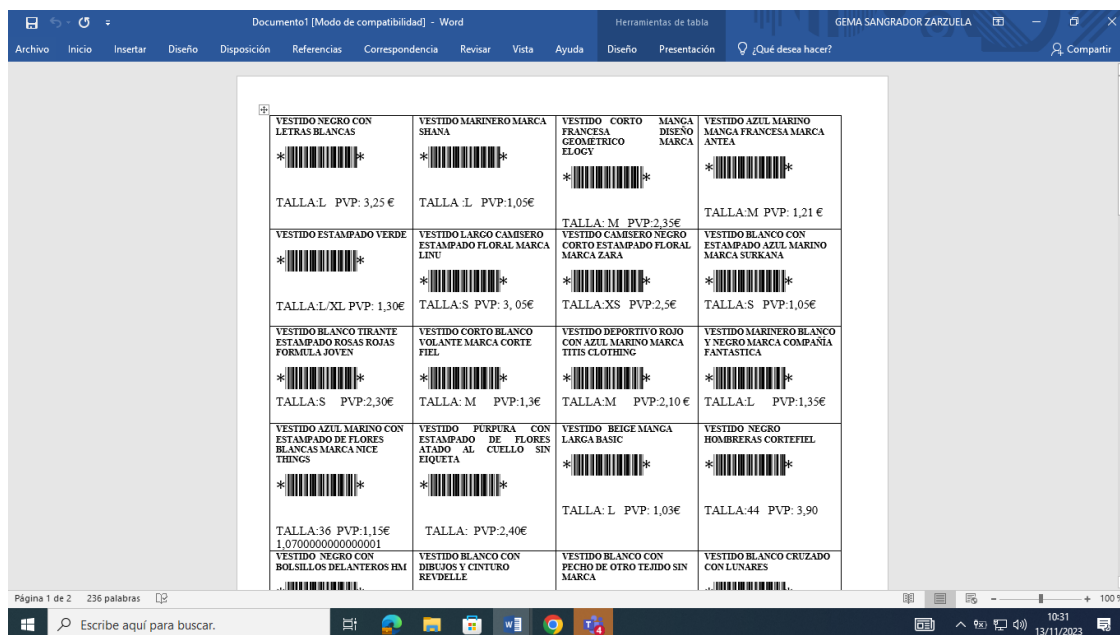 Documento1 [Modo de compatibilidad] - Word
Herramientas de tabla
GEMA SANGRADOR ZARZUELA
Archivo Inicio Insertar Diseño Disposición Referencias Correspondencia Revisar Vista Ayuda Diseño Presentación ¿Qué desea hacer? Compartir
VESTIDO NEGRO CON
LETRAS BLANCAS
* *
TALLA:L PVP: 3,25 €
VESTIDO MARINERO MARCA
SHANA
* *
TALLA :L PVP:1,05€
VESTIDO CORTO MANGA
FRANCESA DISEÑO
GEOMETRICO MARCA
ELOGY
* *
TALLA: M PVP:2,35€
VESTIDO AZUL MARINO
MANGA FRANCESA MARCA
ANTEA
* *
TALLA:M PVP: 1,21 €
VESTIDO ESTAMPADO VERDE
* *
TALLA:L/XL PVP: 1,30€
VESTIDO LARGO CAMISERO
ESTAMPADO FLORAL MARCA
LINU
* *
TALLA:S PVP: 3, 05€
VESTIDO CAMISERO NEGRO
CORTO ESTAMPADO FLORAL
MARCA ZARA
* *
TALLA:XS PVP:2,5€
VESTIDO BLANCO CON
ESTAMPADO AZUL MARINO
MARCA SURKANA
* *
TALLA:S PVP:1,05€
VESTIDO BLANCO TIRANTE
ESTAMPADO ROSAS ROJAS
FORMULA JOVEN
* *
TALLA:S PVP:2,30€
VESTIDO CORTO BLANCO
VOLANTE MARCA CORTE
FIEL
* *
TALLA: M PVP:1,3€
VESTIDO DEPORTIVO ROJO
CON AZUL MARINO MARCA
TITIS CLOTHING
* *
TALLA:M PVP:2,10 €
VESTIDO MARINERO BLANCO
Y NEGRO MARCA COMPAÑÍA
FANTASTICA
* *
TALLA:L PVP:1,35€
VESTIDO AZUL MARINO CON
ESTAMPADO DE FLORES
BLANCAS MARCA NICE
THINGS
* *
TALLA:36 PVP:1,15€
1,0700000000000001
VESTIDO PURPURA CON
ESTAMPADO DE FLORES
ATADO AL CUELLO SIN
EIQUETA
* *
TALLA: PVP:2,40€
VESTIDO BEIGE MANGA
LARGA BASIC
* *
TALLA: L PVP: 1,03€
VESTIDO NEGRO
HOMBRERAS CORTEFIEL
* *
TALLA:44 PVP: 3,90
VESTIDO NEGRO CON
BOLSILLOS DELANTEROS HM
VESTIDO BLANCO CON
DIBUJOS Y CINTURO
REVDELLE
VESTIDO BLANCO CON
PECHO DE OTRO TEJIDO SIN
MARCA
VESTIDO BLANCO CRUZADO
CON LUNARES
Página 1 de 2 236 palabras
100 %
Escribe aquí para buscar.
4
10:31
13/11/2023